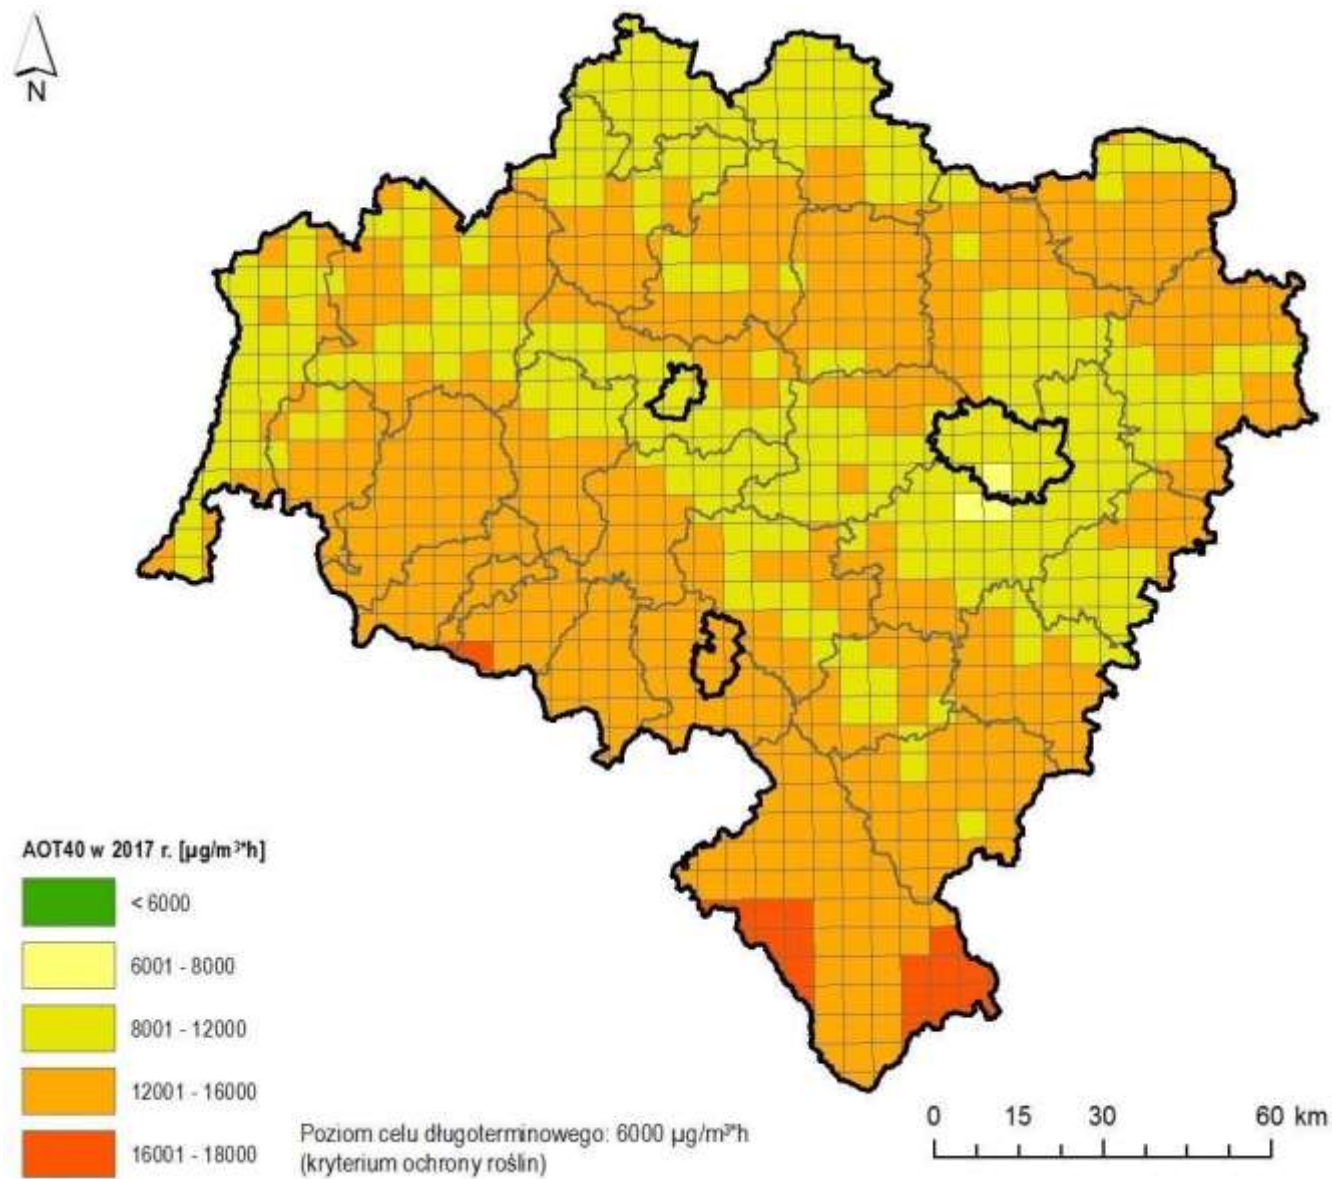 N
AOT40 w 2017 r. [µg/m³*h]
< 6000
6001 - 8000
8001 - 12000
12001 - 16000
16001 - 18000
Poziom celu długoterminowego: 6000 µg/m³*h
(kryterium ochrony roślin)
0 15 30 60 km